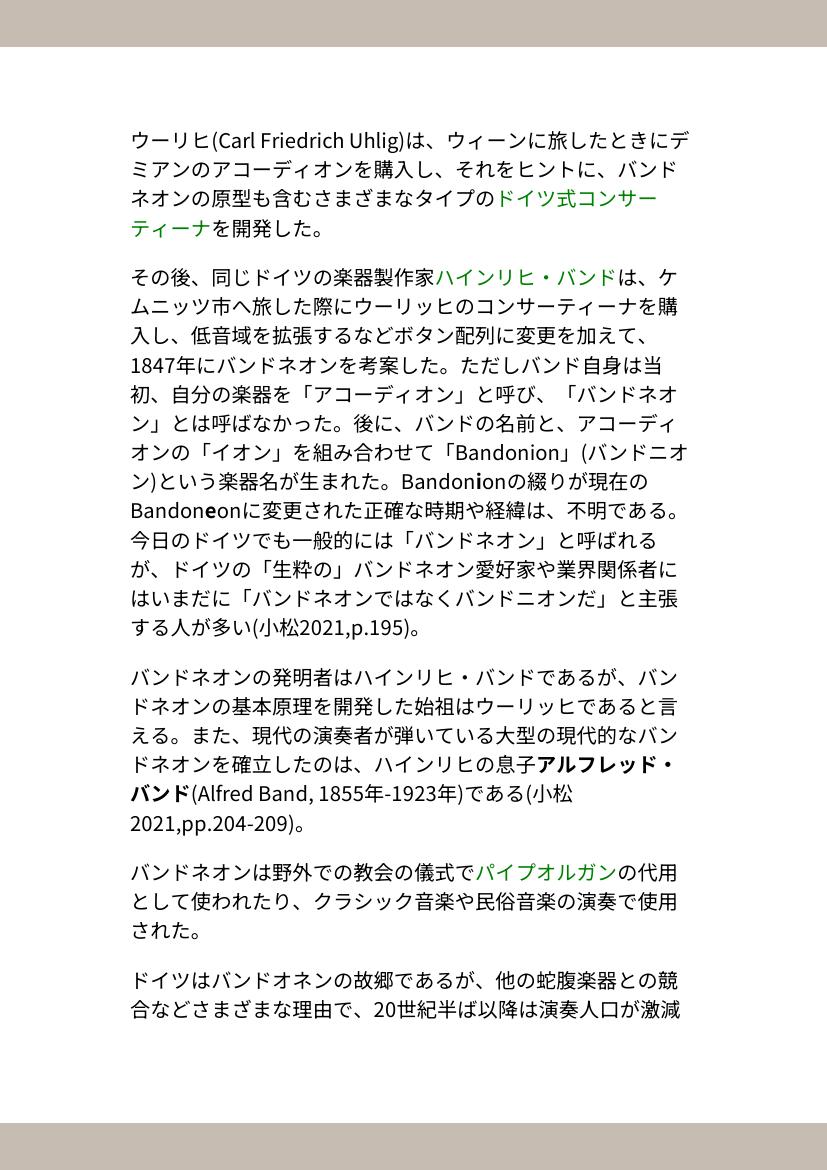 ウーリヒ(Carl Friedrich Uhlig)は、ウィーンに旅したときにデ
ミアンのアコーディオンを購入し、それをヒントに、バンド
ネオンの原型も含むさまざまなタイプのドイツ式コンサー
ティーナを開発した。
その後、同じドイツの楽器製作家ハインリヒ・バンドは、ケ
ムニッツ市へ旅した際にウーリッヒのコンサーティーナを購
入し、低音域を拡張するなどボタン配列に変更を加えて、
1847年にバンドネオンを考案した。ただしバンド自身は当
初、自分の楽器を「アコーディオン」と呼び、「バンドネオ
ン」とは呼ばなかった。後に、バンドの名前と、アコーディ
オンの「イオン」を組み合わせて「Bandonion」(バンドニオ
ン)という楽器名が生まれた。Bandonionの綴りが現在の
Bandoneonに変更された正確な時期や経緯は、不明である。
今日のドイツでも一般的には「バンドネオン」と呼ばれる
が、ドイツの「生粋の」バンドネオン愛好家や業界関係者に
はいまだに「バンドネオンではなくバンドニオンだ」と主張
する人が多い(小松2021,p.195)。
バンドネオンの発明者はハインリヒ・バンドであるが、バン
ドネオンの基本原理を開発した始祖はウーリッヒであると言
える。また、現代の演奏者が弾いている大型の現代的なバン
ドネオンを確立したのは、ハインリヒの息子アルフレッド・
バンド(Alfred Band, 1855年-1923年)である(小松
2021,pp.204-209)。
バンドネオンは野外での教会の儀式でパイプオルガンの代用
として使われたり、クラシック音楽や民俗音楽の演奏で使用
された。
ドイツはバンドオネンの故郷であるが、他の蛇腹楽器との競
合などさまざまな理由で、20世紀半ば以降は演奏人口が激減